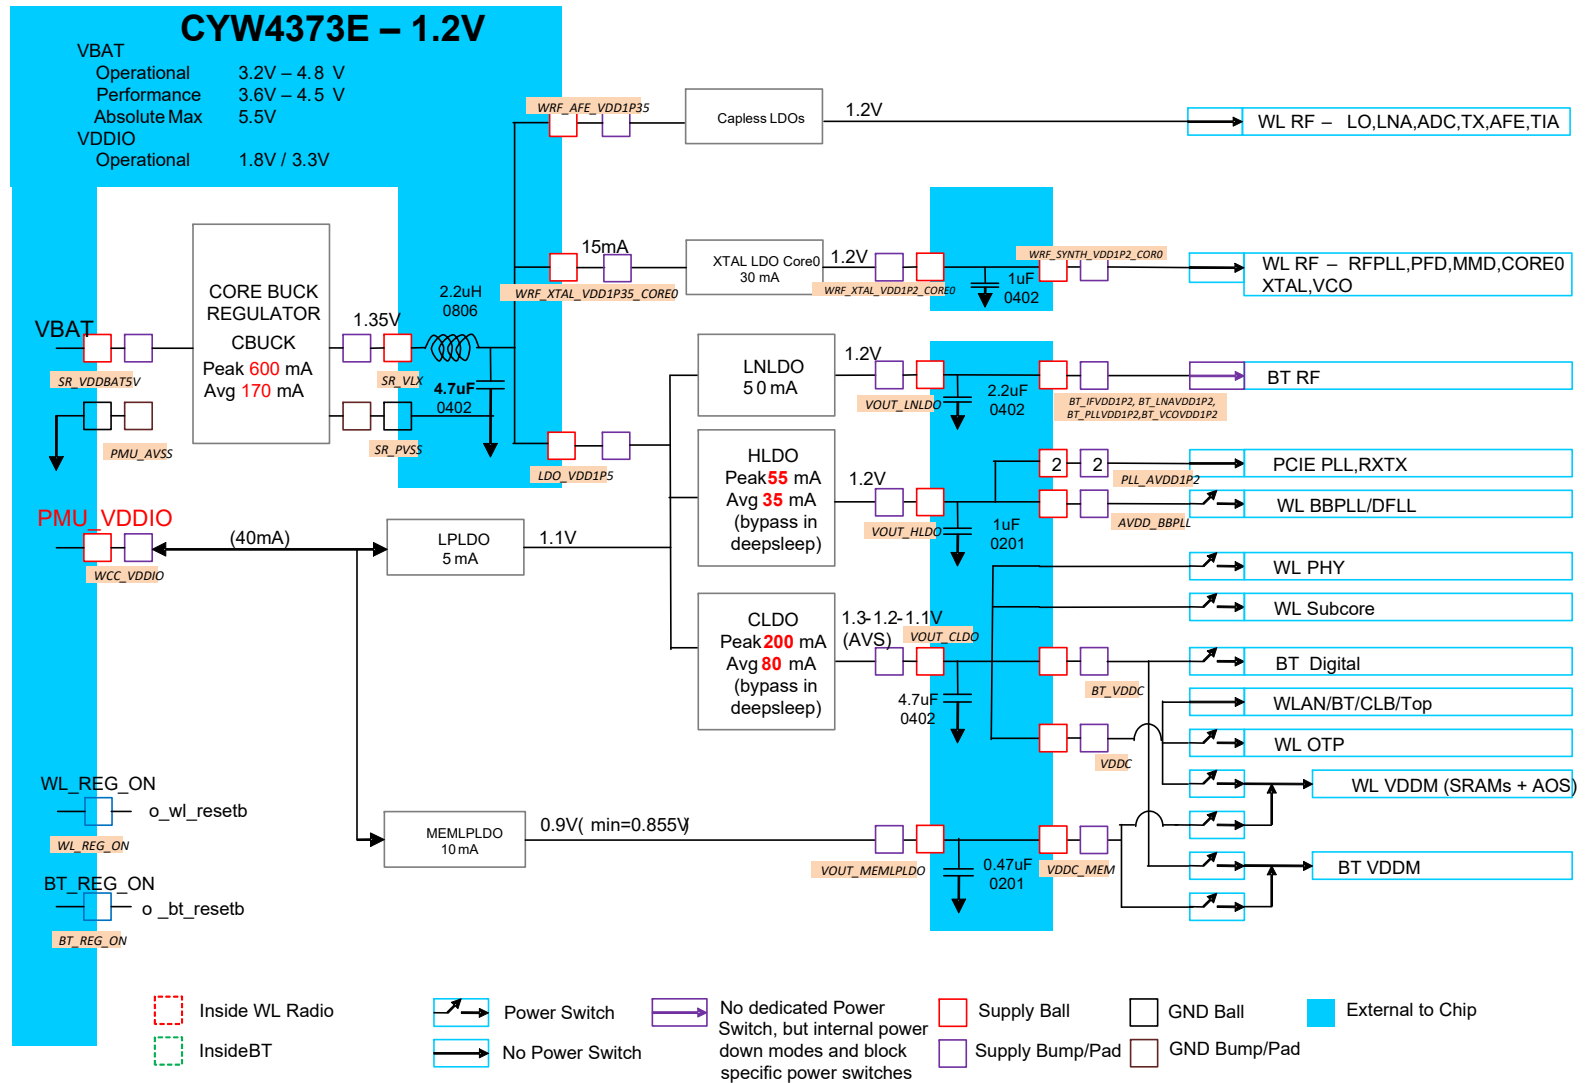 CYW4373E – 1.2V
VBAT
Operational 3.2V – 4.8 V
Performance 3.6V – 4.5 V
Absolute Max 5.5V
VDDIO
Operational 1.8V / 3.3V
WRF_AFE_VDD1P35
Capless LDOs
1.2V
WL RF – LO,LNA,ADC,TX,AFE,TIA
15mA
WRF_XTAL_VDD1P35_CORE0
XTAL LDO Core0
30 mA
1.2V
WRF_XTAL_VDD1P2_CORE0
1uF
0402
WRF_SYNTH_VDD1P2_COR0
WL RF – RFPLL,PFD,MMD,CORE0
XTAL,VCO
VBAT
SR_VDDBAT5V
PMU_AVSS
CORE BUCK
REGULATOR
CBUCK
Peak 600 mA
Avg 170 mA
1.35V
SR_VLX
SR_PVSS
2.2uH
0806
4.7uF
0402
LDO_VDD1P5
LNLDO
50mA
1.2V
VOUT_LNLDO
2.2uF
0402
BT_IFVDD1P2, BT_LNAVDD1P2,
BT_PLLVDD1P2,BT_VCOVDD1P2
BT RF
HLDO
Peak55 mA
Avg 35 mA
(bypass in
deepsleep)
1.2V
VOUT_HLDO
1uF
0201
2 2
PLL_AVDD1P2
PCIE PLL,RXTX
AVDD_BBPLL
WL BBPLL/DFLL
PMU_VDDIO
WCC_VDDIO
(40mA)
LPLDO
5mA
1.1V
WL PHY
WL Subcore
CLDO
Peak200 mA
Avg 80 mA
(bypass in
deepsleep)
1.3-1.2-1.1V
(AVS)
VOUT_CLDO
4.7uF
0402
BT_VDDC
BT Digital
VDDC
WLAN/BT/CLB/Top
WL OTP
WL VDDM (SRAMs + AOS)
WL_REG_ON
o_wl_resetb
WL_REG_ON
MEMLPLDO
10mA
0.9V( min=0.855V)
VOUT_MEMLPLDO
0.47uF
0201
VDDC_MEM
BT VDDM
BT_REG_ON
o _bt_resetb
BT_REG_ON
Inside WL Radio
InsideBT
Power Switch
No Power Switch
No dedicated Power
Switch, but internal power
down modes and block
specific power switches
Supply Ball
Supply Bump/Pad
GND Ball
GND Bump/Pad
External to Chip